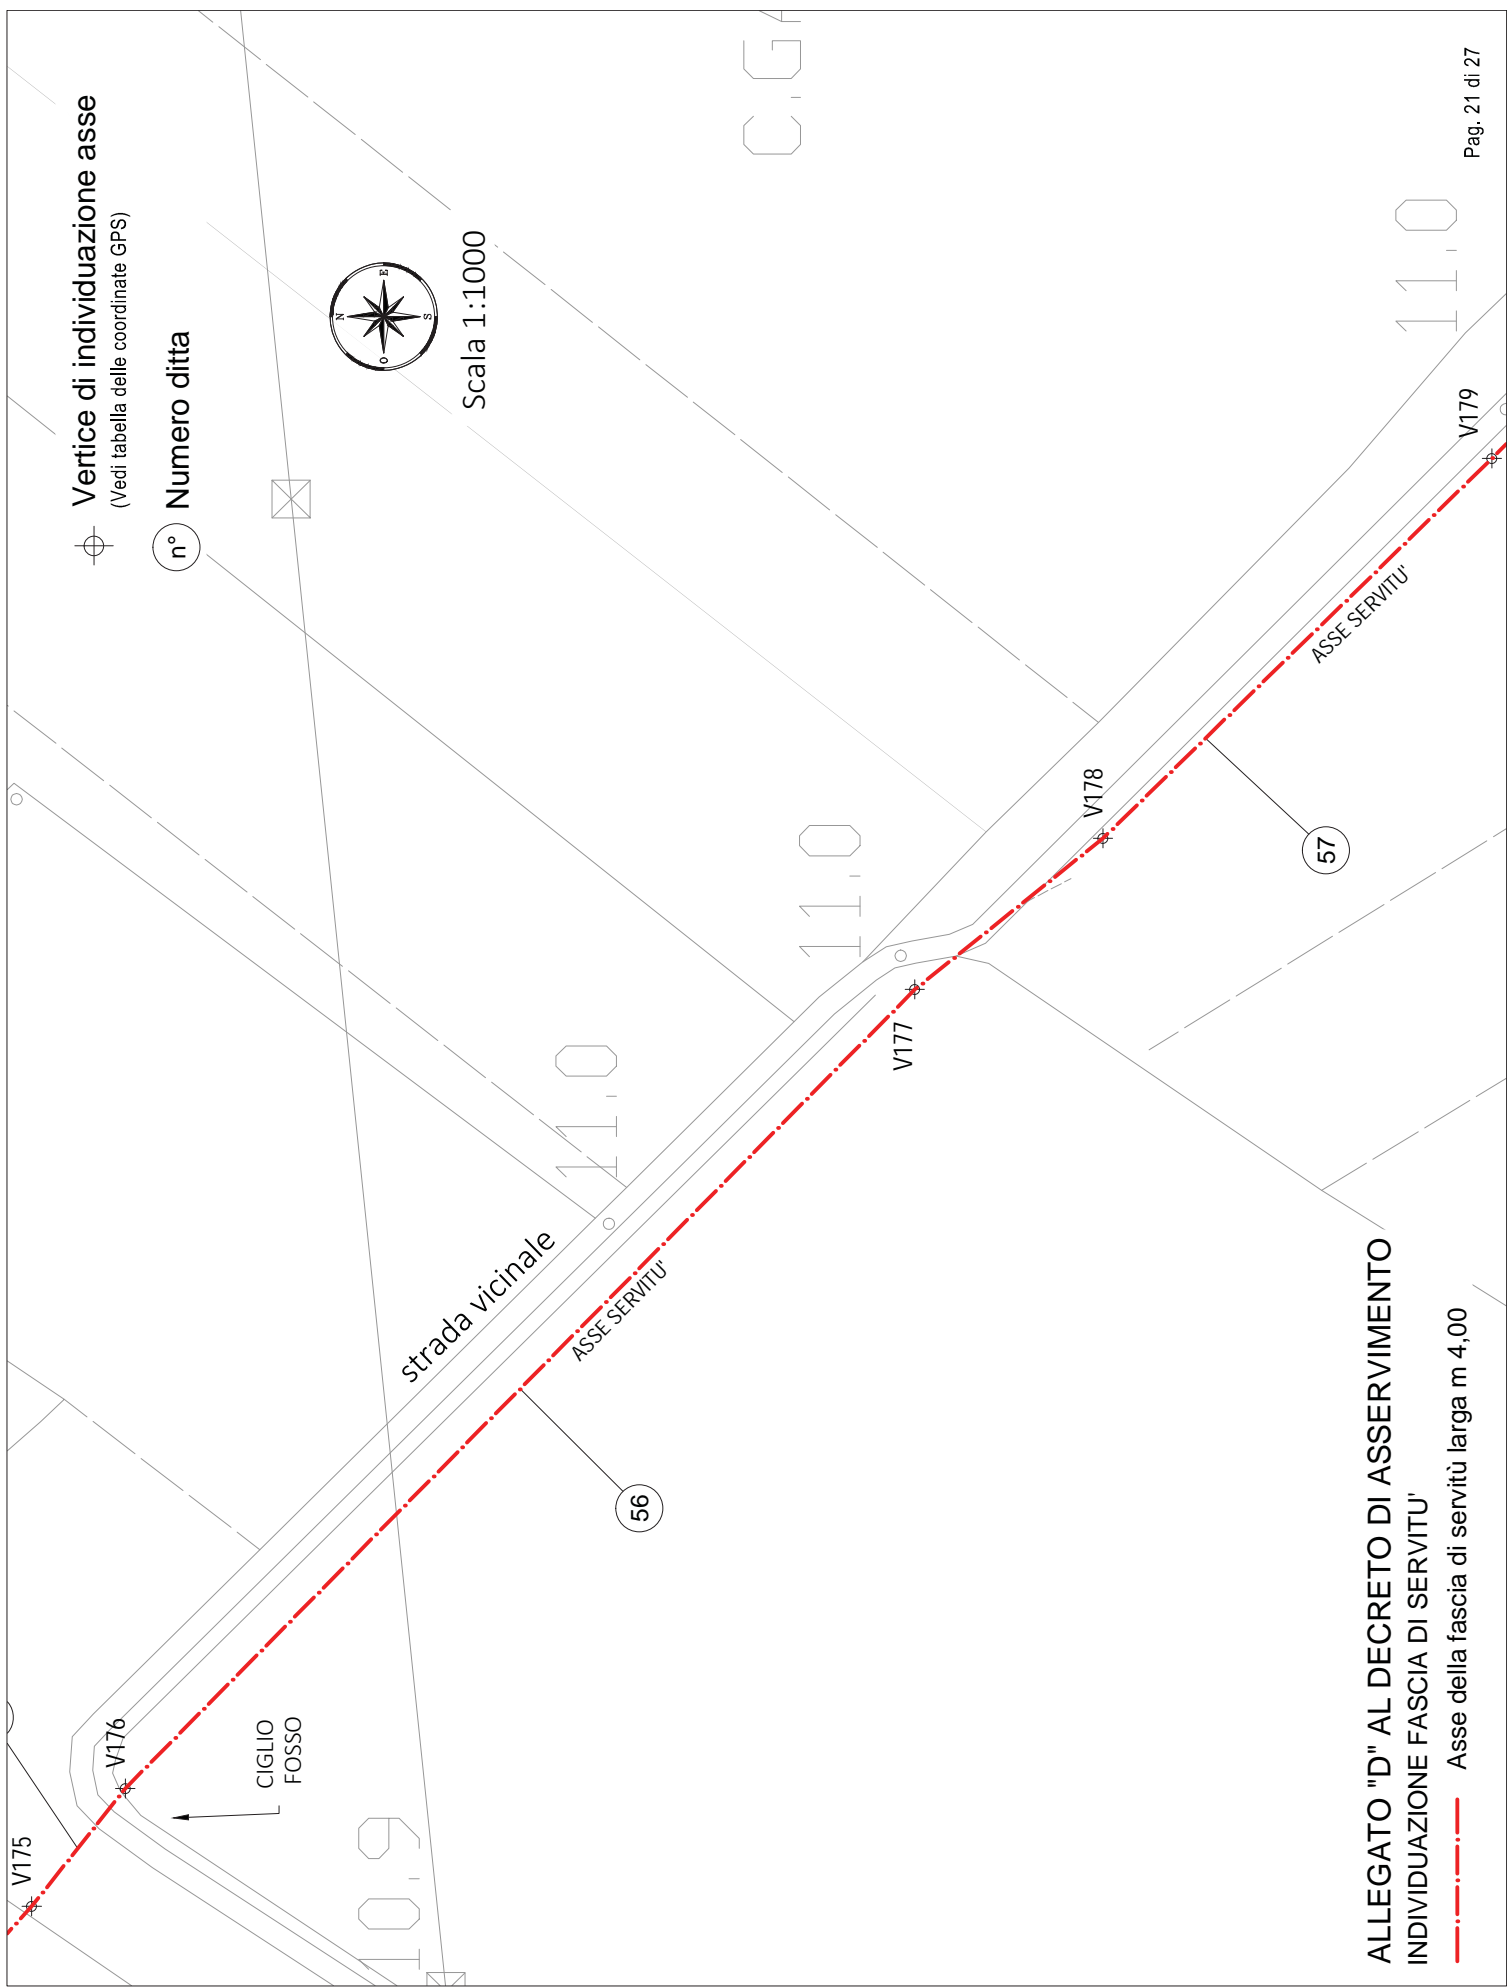 Vertice di individuazione asse
(Vedi tabella delle coordinate GPS)
n° Numero ditta
N
E
S
O
Scala 1:1000
V175
V176
CIGLIO
FOSSO
10.9
strada vicinale
ASSE SERVITU'
56
11.0
V177
11.0
V178
57
ASSE SERVITU'
V179
11.0
ALLEGATO "D" AL DECRETO DI ASSERVIMENTO
INDIVIDUAZIONE FASCIA DI SERVITU'
Asse della fascia di servitù larga m 4,00
Pag. 21 di 27